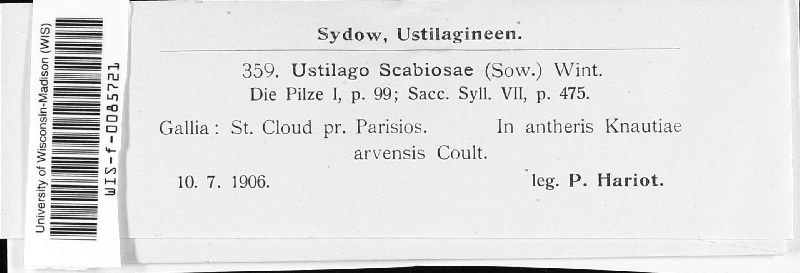 University of Wisconsin-Madison (WIS)
WIS-f-0085721
Sydow, Ustilagineen.
359. Ustilago Scabiosae (Sow.) Wint.
Die Pilze I, p. 99; Sacc. Syll. VII, p. 475.
Gallia: St. Cloud pr. Parisios. In antheris Knautiae
arvensis Coult.
10. 7. 1906. leg. P. Hariot.